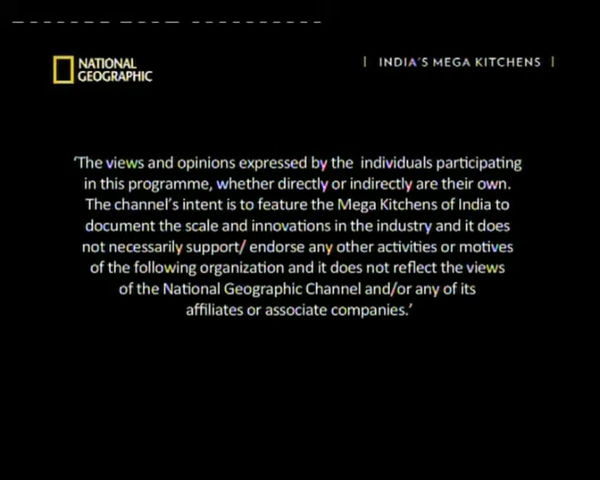 NATIONAL
GEOGRAPHIC
| INDIA'S MEGA KITCHENS |
'The views and opinions expressed by the individuals participating
in this programme, whether directly or indirectly are their own.
The channel's intent is to feature the Mega Kitchens of India to
document the scale and innovations in the industry and it does
not necessarily support/ endorse any other activities or motives
of the following organization and it does not reflect the views
of the National Geographic Channel and/or any of its
affiliates or associate companies.'